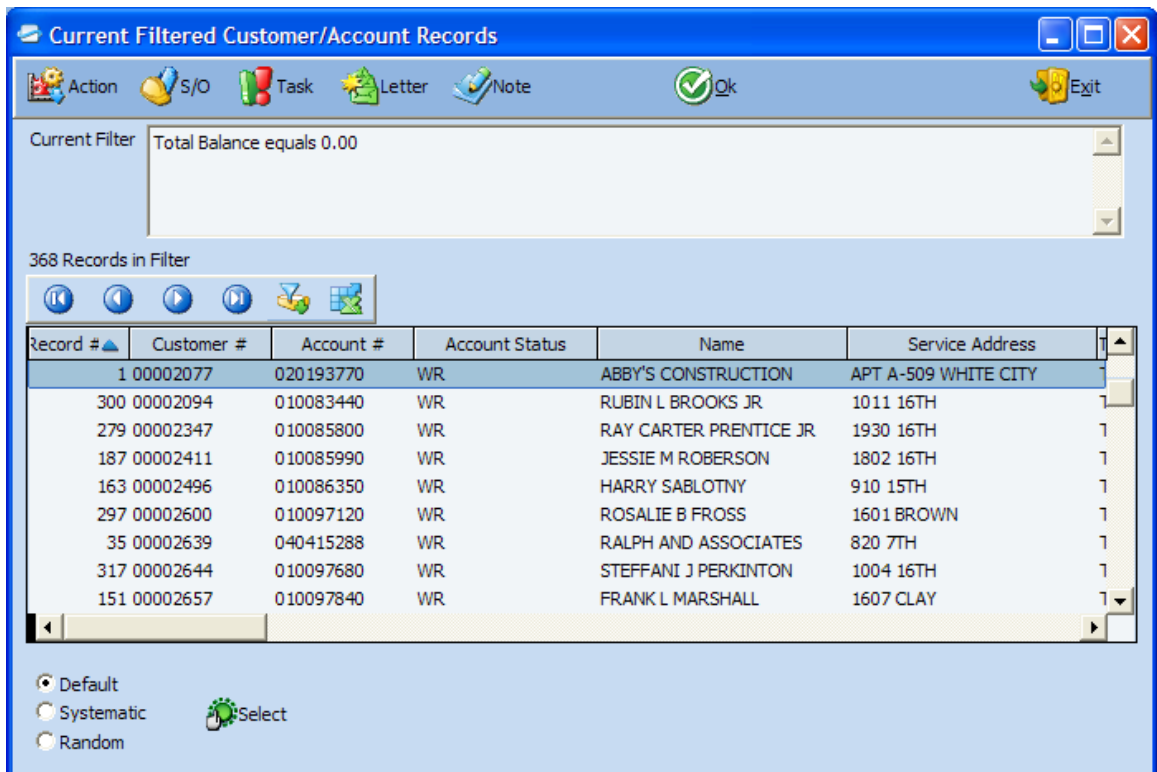 Current Filtered Customer/Account Records
Action S/O Task Letter Note Ok Exit
Current Filter Total Balance equals 0.00
368 Records in Filter
Record # Customer # Account # Account Status Name Service Address T
1 00002077 020193770 WR ABBY'S CONSTRUCTION APT A-509 WHITE CITY T
300 00002094 010083440 WR RUBIN L BROOKS JR 1011 16TH T
279 00002347 010085800 WR RAY CARTER PRENTICE JR 1930 16TH T
187 00002411 010085990 WR JESSIE M ROBERSON 1802 16TH T
163 00002496 010086350 WR HARRY SABLOTNY 910 15TH T
297 00002600 010097120 WR ROSALIE B FROSS 1601 BROWN T
35 00002639 040415288 WR RALPH AND ASSOCIATES 820 7TH T
317 00002644 010097680 WR STEFFANI J PERKINTON 1004 16TH T
151 00002657 010097840 WR FRANK L MARSHALL 1607 CLAY T
Default
Systematic Select
Random